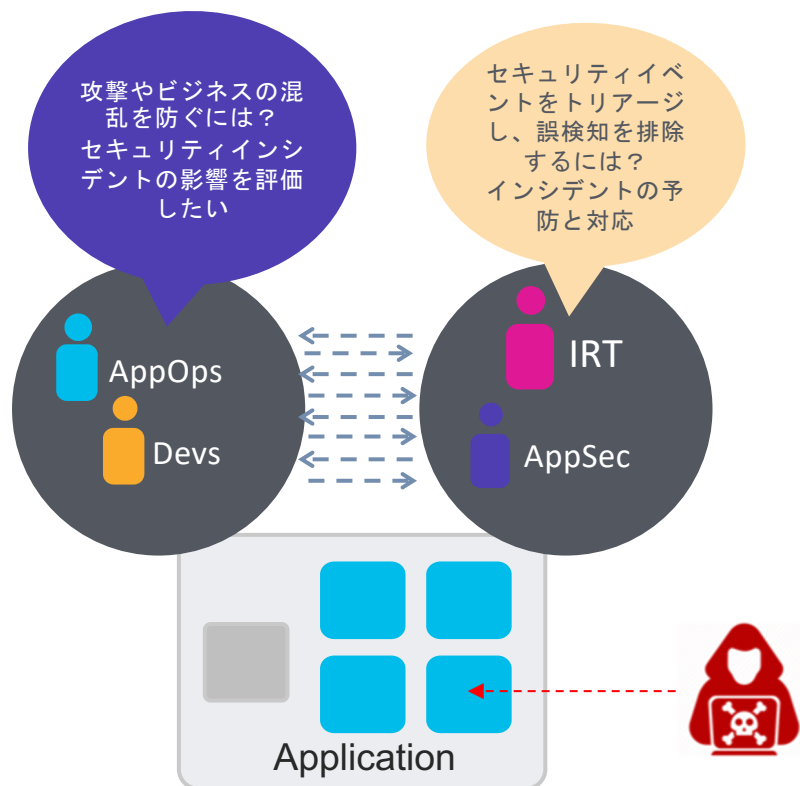 攻撃やビジネスの混
乱を防ぐには？
セキュリティインシ
デントの影響を評価
したい
セキュリティイベ
ントをトリアージ
し、誤検知を排除
するには？
インシデントの予
防と対応
AppOps
Devs
IRT
AppSec
Application